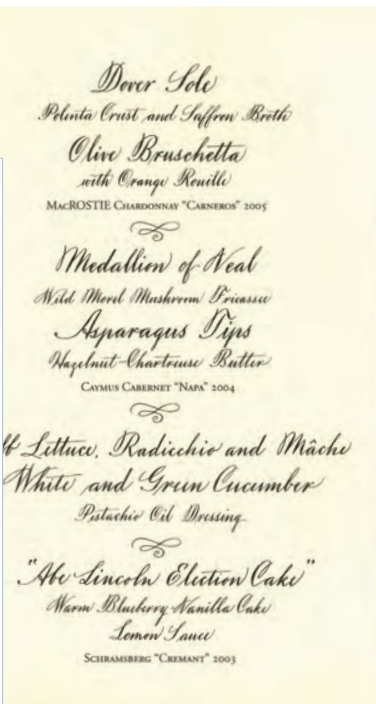 Dover Sole
Polenta Crust and Saffron Broth
Olive Bruschetta
with Orange Rouille
MacROSTIE Chardonnay "Carneros" 2005
Medallion of Veal
Wild Morel Mushroom Fricassee
Asparagus Tips
Hazelnut-Chartreuse Butter
Caymus Cabernet "Napa" 2004
Lettuce, Radicchio and Mâche
White and Green Cucumber
Pistachio Oil Dressing
"Abe Lincoln Election Cake"
Warm Blueberry Vanilla Cake
Lemon Sauce
Schramsberg "Cremant" 2003